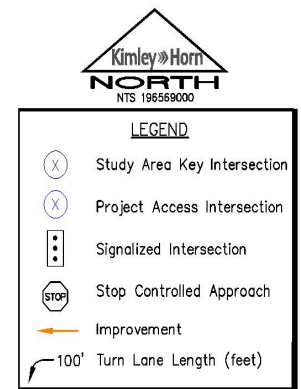 Kimley»Horn
NORTH
NTS 196569000
LEGEND
X Study Area Key Intersection
X Project Access Intersection
Signalized Intersection
STOP Stop Controlled Approach
Improvement
100' Turn Lane Length (feet)